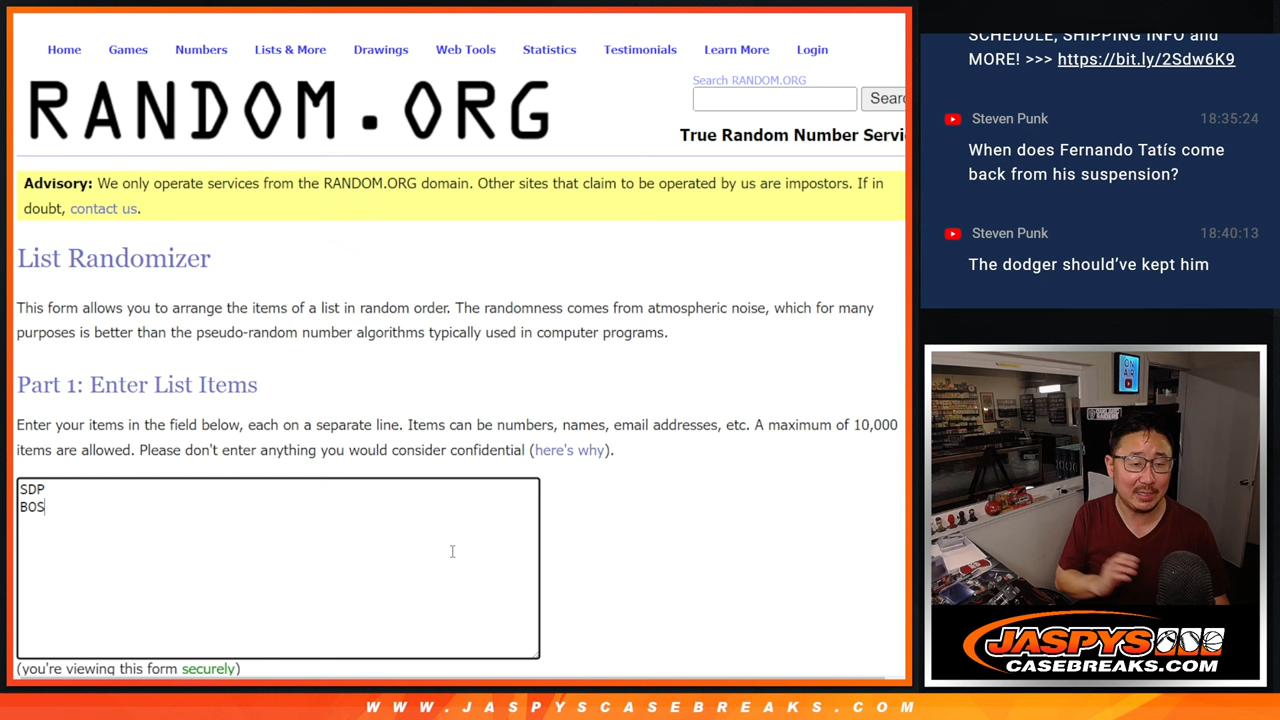 Home Games Numbers Lists & More Drawings Web Tools Statistics Testimonials Learn More Login
RANDOM.ORG
Search RANDOM.ORG
Sear
True Random Number Servi
Advisory: We only operate services from the RANDOM.ORG domain. Other sites that claim to be operated by us are impostors. If in
doubt, contact us.
List Randomizer
This form allows you to arrange the items of a list in random order. The randomness comes from atmospheric noise, which for many
purposes is better than the pseudo-random number algorithms typically used in computer programs.
Part 1: Enter List Items
Enter your items in the field below, each on a separate line. Items can be numbers, names, email addresses, etc. A maximum of 10,000
items are allowed. Please don't enter anything you would consider confidential (here's why).
SDP
BOS
(you're viewing this form securely)
SCHEDULE, SHIPPING INFO and
MORE! >>> https://bit.ly/2Sdw6K9
Steven Punk 18:35:24
When does Fernando Tatís come
back from his suspension?
Steven Punk 18:40:13
The dodger should've kept him
ON
AIR
JASPYS
CASEBREAKS.COM
WWW.JASPYSCASEBREAKS.COM